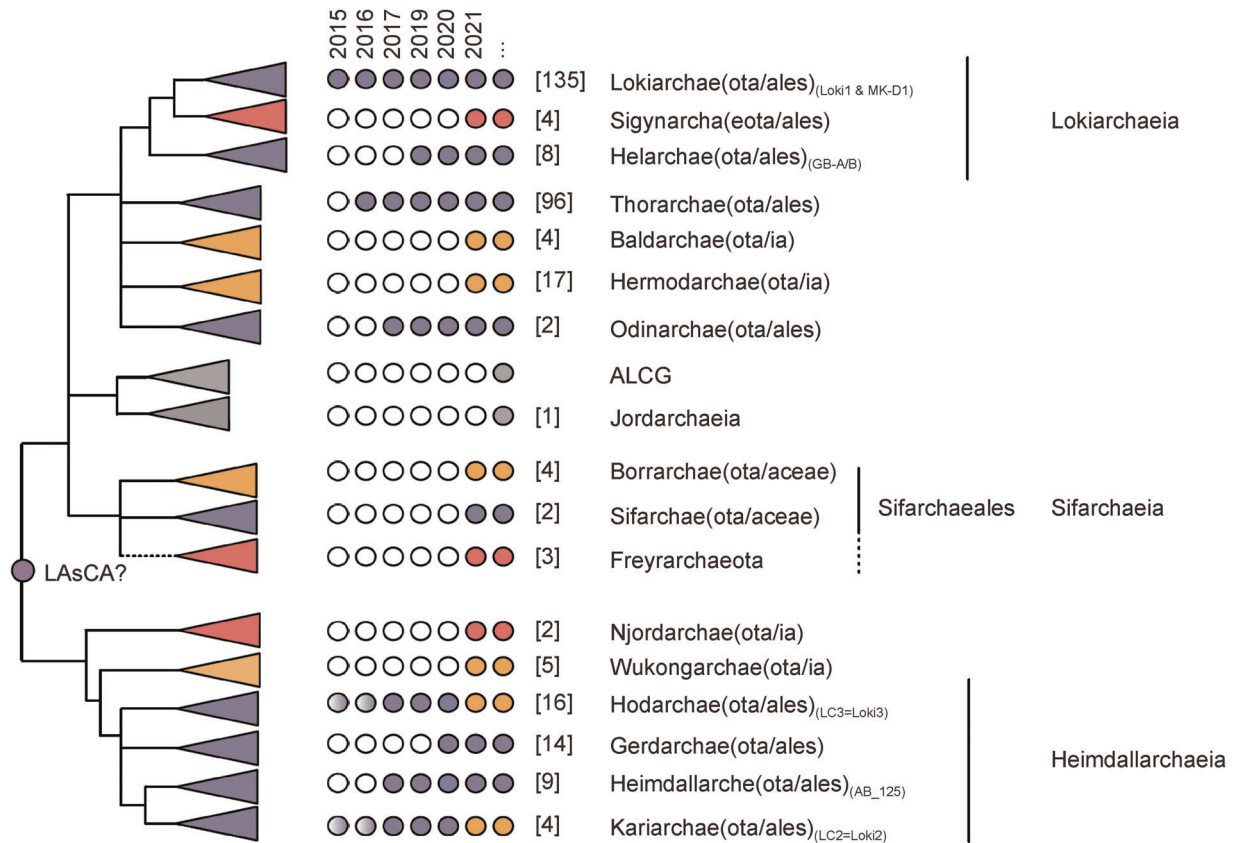 2015 2016 2017 2019 2020 2021 ...
[135] Lokiarchae(ota/ales)(Loki1 & MK-D1)
[4] Sigynarcha(eota/ales) Lokiarchaeia
[8] Helarchae(ota/ales)(GB-A/B)
[96] Thorarchae(ota/ales)
[4] Baldarchae(ota/ia)
[17] Hermodarchae(ota/ia)
[2] Odinarchae(ota/ales)
ALCG
[1] Jordarchaeia
[4] Borrarchae(ota/aceae)
[2] Sifarchae(ota/aceae) Sifarchaeales Sifarchaeia
[3] Freyrarchaeota
LAsCA?
[2] Njordarchae(ota/ia)
[5] Wukongarchae(ota/ia)
[16] Hodarchae(ota/ales)(LC3=Loki3)
[14] Gerdarchae(ota/ales) Heimdallarchaeia
[9] Heimdallarche(ota/ales)(AB_125)
[4] Kariarchae(ota/ales)(LC2=Loki2)